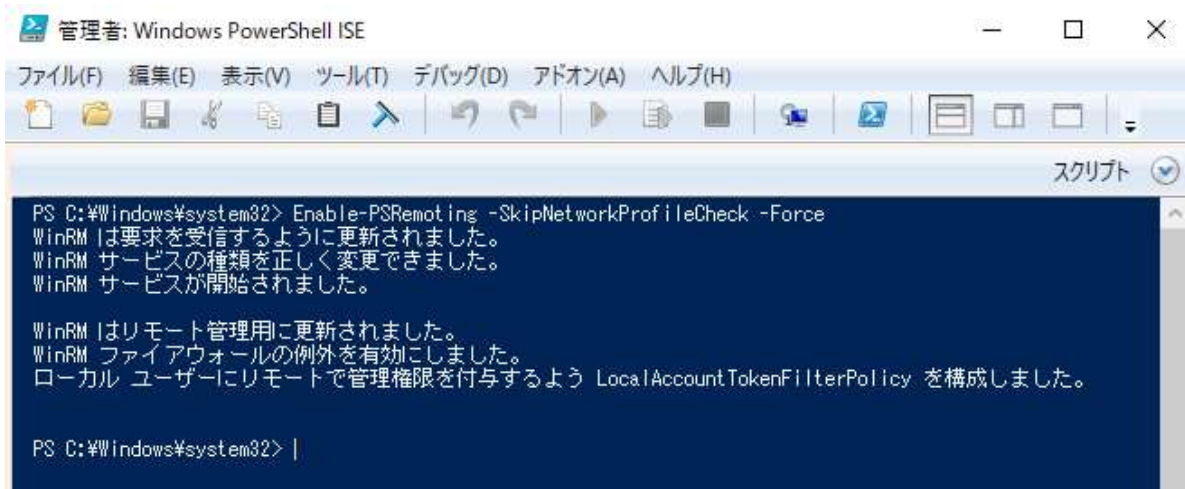 管理者: Windows PowerShell ISE
ファイル(F) 編集(E) 表示(V) ツール(T) デバッグ(D) アドオン(A) ヘルプ(H)
スクリプト
PS C:¥Windows¥system32> Enable-PSRemoting -SkipNetworkProfileCheck -Force
WinRM は要求を受信するように更新されました。
WinRM サービスの種類を正しく変更できました。
WinRM サービスが開始されました。
WinRM はリモート管理用に更新されました。
WinRM ファイアウォールの例外を有効にしました。
ローカル ユーザーにリモートで管理権限を付与するよう LocalAccountTokenFilterPolicy を構成しました。
PS C:¥Windows¥system32>